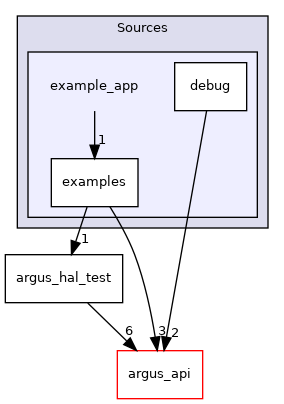 Sources
example_app
debug
1
examples
1
argus_hal_test
6
3
2
argus_api